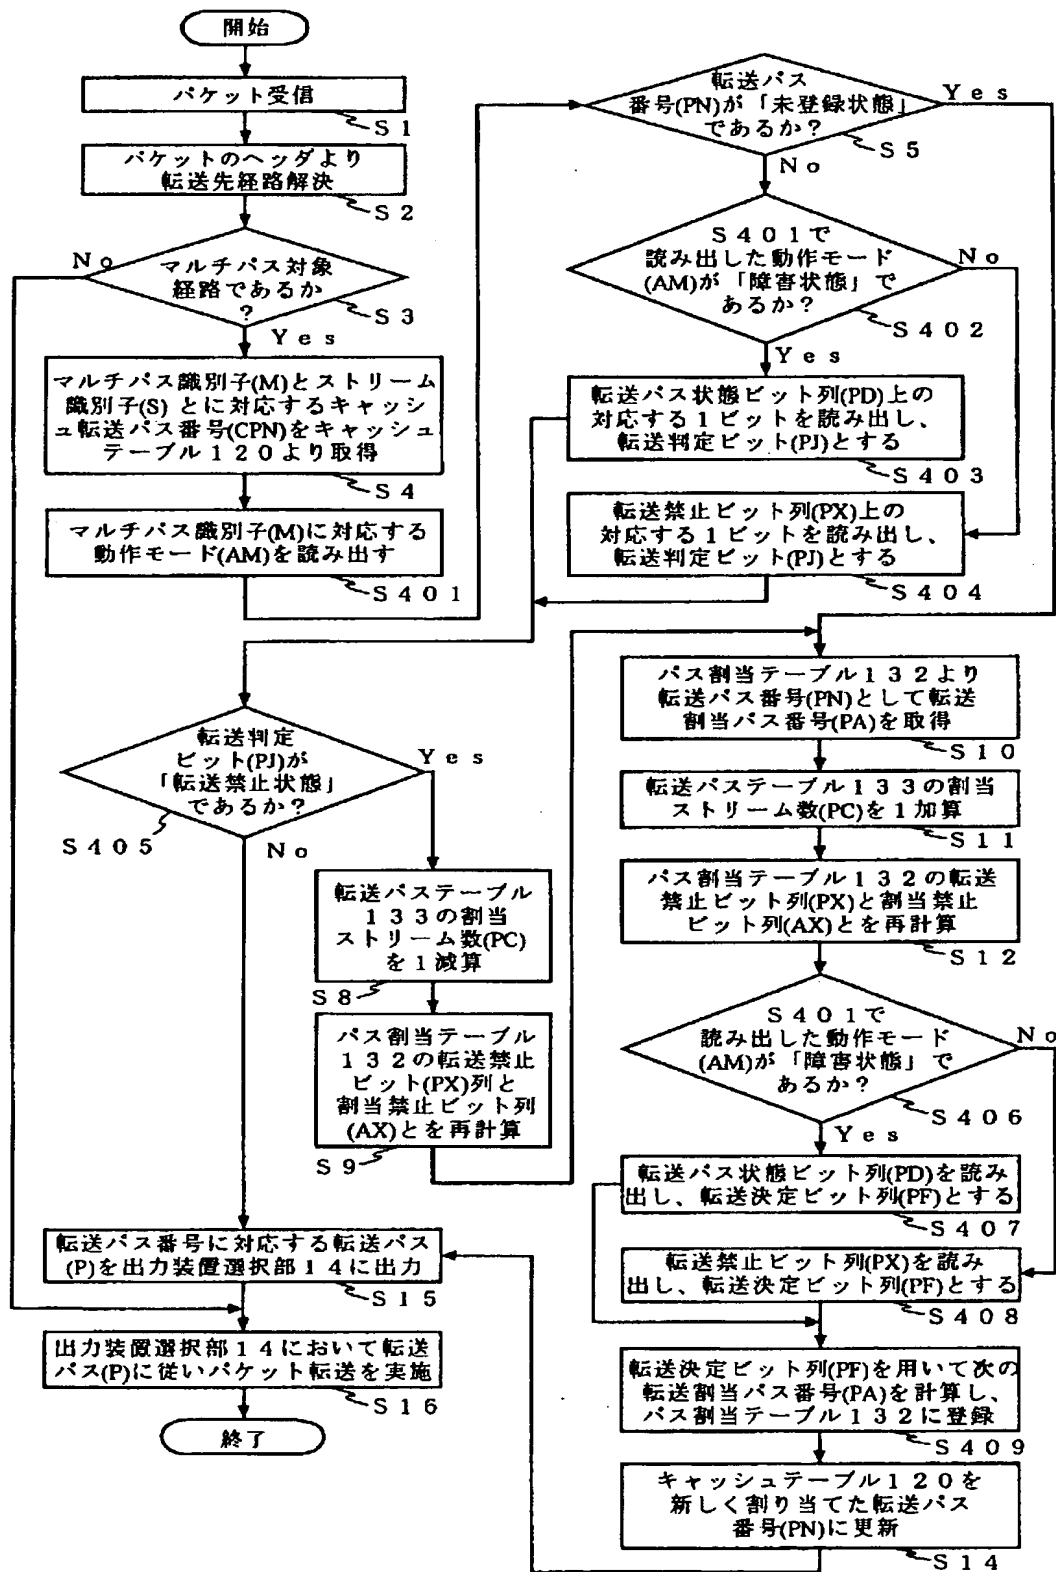 開始
パケット受信
S1
パケットのヘッダより
転送先経路解決
S2
No
マルチパス対象
経路であるか
?
S3
Yes
マルチパス識別子(M)とストリーム
識別子(S)とに対応するキャッシ
ュ転送パス番号(CPN)をキャッシュ
テーブル120より取得
S4
マルチパス識別子(M)に対応する
動作モード(AM)を読み出す
S401
転送パス
番号(PN)が「未登録状態」
であるか?
Yes
S5
No
S401で
読み出した動作モード
(AM)が「障害状態」で
あるか?
No
S402
Yes
転送パス状態ビット列(PD)上の
対応する1ビットを読み出し、
転送判定ビット(PJ)とする
S403
転送禁止ビット列(PX)上の
対応する1ビットを読み出し、
転送判定ビット(PJ)とする
S404
転送判定
ビット(PJ)が
「転送禁止状態」
であるか?
Yes
S405
No
転送パステーブル
133の割当
ストリーム数(PC)
を1減算
S8
パス割当テーブル
132の転送禁止
ビット(PX)列と
割当禁止ビット列
(AX)とを再計算
S9
パス割当テーブル132より
転送パス番号(PN)として転送
割当パス番号(PA)を取得
S10
転送パステーブル133の割当
ストリーム数(PC)を1加算
S11
パス割当テーブル132の転送
禁止ビット列(PX)と割当禁止
ビット列(AX)とを再計算
S12
S401で
読み出した動作モード
(AM)が「障害状態」で
あるか?
No
S406
Yes
転送パス状態ビット列(PD)を読み
出し、転送決定ビット列(PF)とする
S407
転送禁止ビット列(PX)を読み
出し、転送決定ビット列(PF)とする
S408
転送決定ビット列(PF)を用いて次の
転送割当パス番号(PA)を計算し、
パス割当テーブル132に登録
S409
キャッシュテーブル120を
新しく割り当てた転送パス
番号(PN)に更新
S14
転送パス番号に対応する転送パス
(P)を出力装置選択部14に出力
S15
出力装置選択部14において転送
パス(P)に従いパケット転送を実施
S16
終了